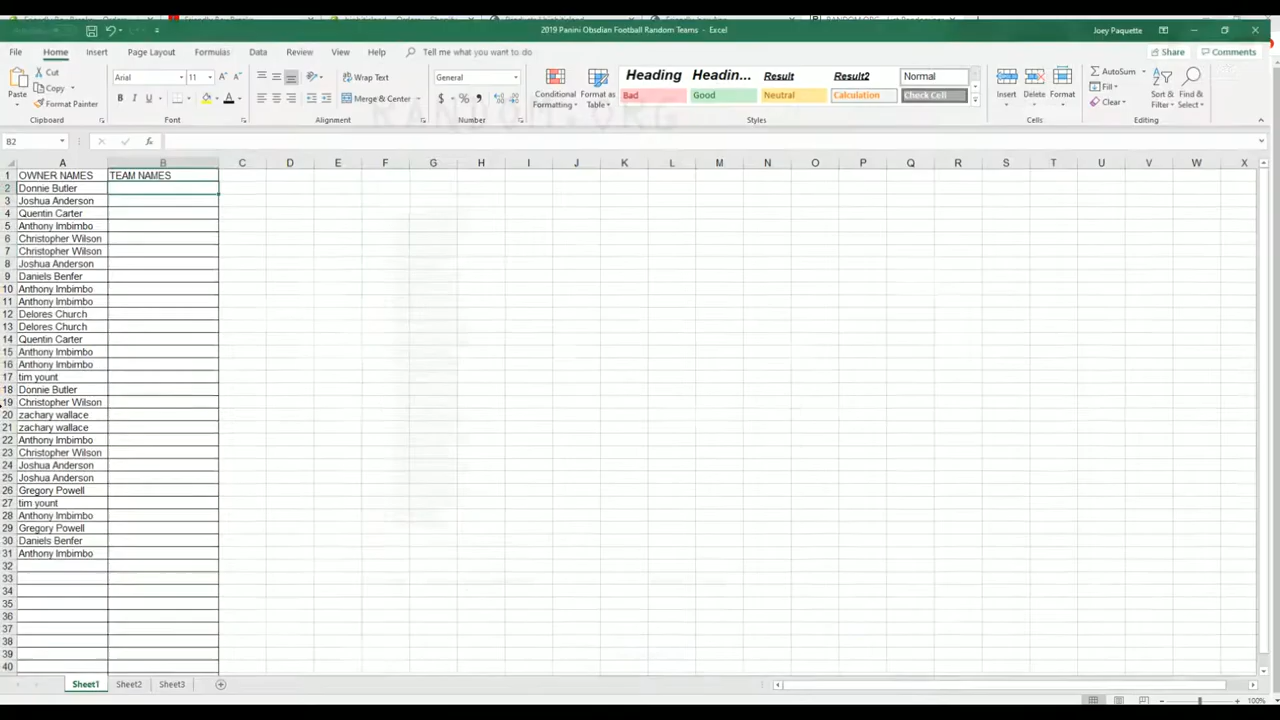 2019 Panini Obsdian Football Random Teams - Excel
Joey Paquette
File Home Insert Page Layout Formulas Data Review View Help Tell me what you want to do Share Comments
Paste Cut Copy Format Painter Clipboard
Arial 11 Font
Wrap Text Merge & Center Alignment
General Number
Conditional Formatting Format as Table
Heading Headin... Result Result2 Normal
Bad Good Neutral Calculation Check Cell
Styles
Insert Delete Format Cells
AutoSum Fill Clear Sort & Filter Find & Select Editing
RANDOM.ORG
B2 fx
A B C D E F G H I J K L M N O P Q R S T U V W X
1 OWNER NAMES TEAM NAMES
2 Donnie Butler
3 Joshua Anderson
4 Quentin Carter
5 Anthony Imbimbo
6 Christopher Wilson
7 Christopher Wilson
8 Joshua Anderson
9 Daniels Benfer
10 Anthony Imbimbo
11 Anthony Imbimbo
12 Delores Church
13 Delores Church
14 Quentin Carter
15 Anthony Imbimbo
16 Anthony Imbimbo
17 tim yount
18 Donnie Butler
19 Christopher Wilson
20 zachary wallace
21 zachary wallace
22 Anthony Imbimbo
23 Christopher Wilson
24 Joshua Anderson
25 Joshua Anderson
26 Gregory Powell
27 tim yount
28 Anthony Imbimbo
29 Gregory Powell
30 Daniels Benfer
31 Anthony Imbimbo
32
33
34
35
36
37
38
39
40
Sheet1 Sheet2 Sheet3
100%